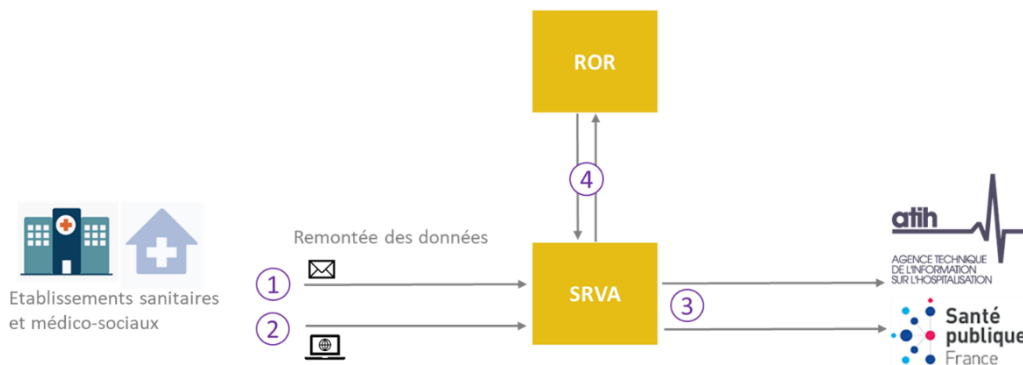 ROR
4
atih
AGENCE TECHNIQUE
DE L'INFORMATION
SUR L'HOSPITALISATION
Remontée des données
1
SRVA
3
Etablissements sanitaires
et médico-sociaux
2
Santé
publique
France